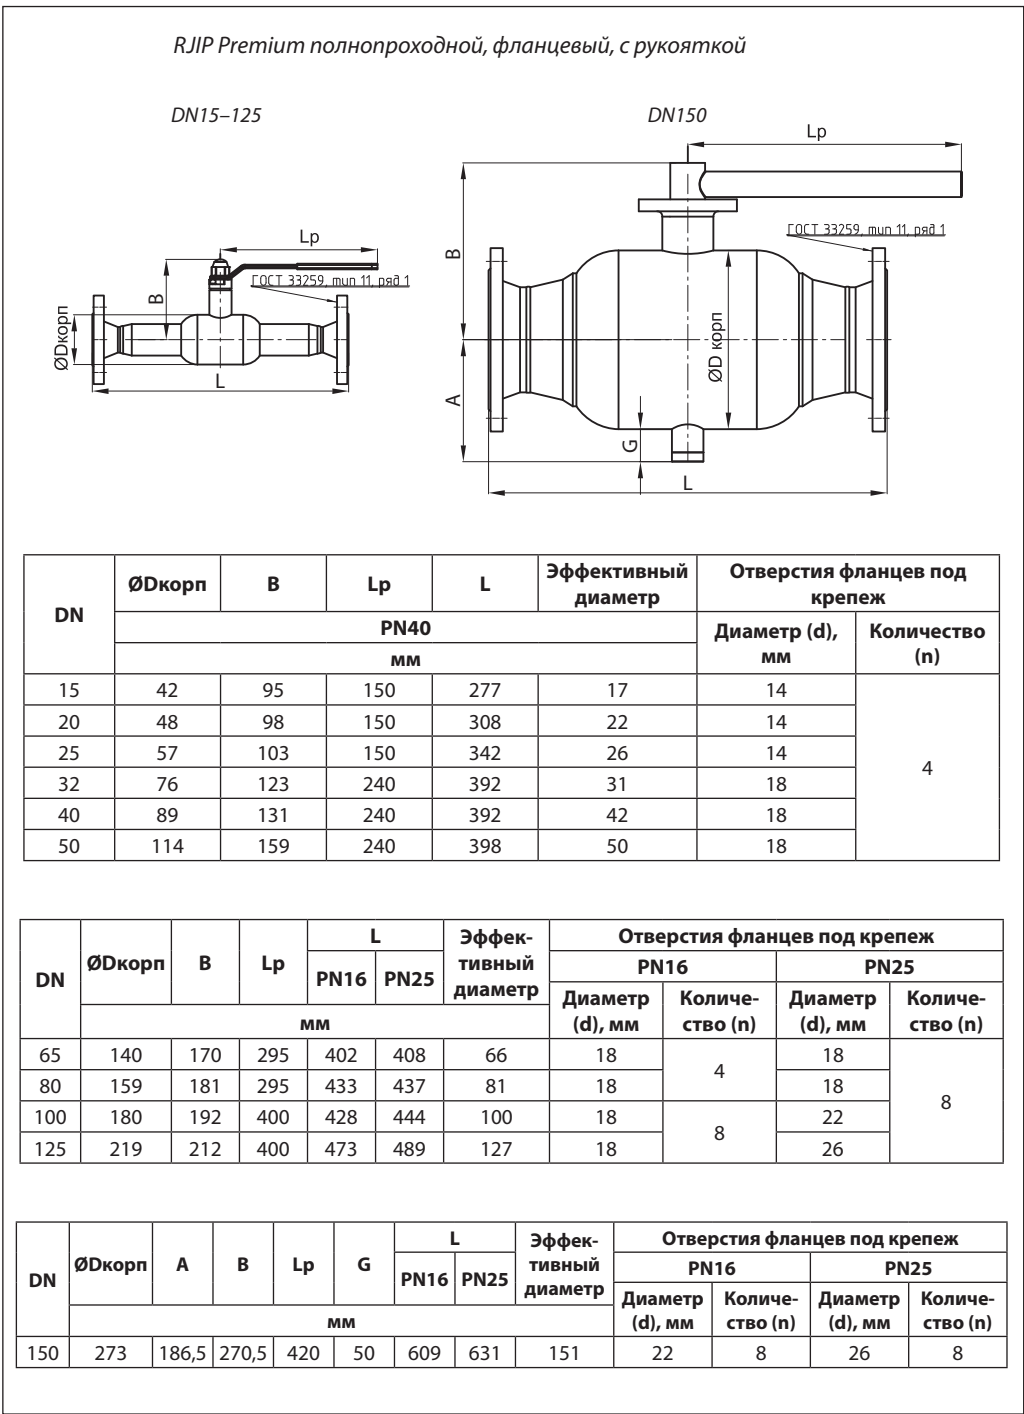 RJIP Premium полнопроходной, фланцевый, с рукояткой
DN15–125
DN150
Lp
B
ГОСТ 33259, тип 11, ряд 1
ØDкорп
L
Lp
B
A
ГОСТ 33259, тип 11, ряд 1
ØD корп
G
L
DN ØDкорп B Lp L Эффективный диаметр Отверстия фланцев под крепеж
PN40 Диаметр (d), мм Количество (n)
мм
15 42 95 150 277 17 14 4
20 48 98 150 308 22 14
25 57 103 150 342 26 14
32 76 123 240 392 31 18
40 89 131 240 392 42 18
50 114 159 240 398 50 18
DN ØDкорп B Lp L Эффек-
тивный
диаметр Отверстия фланцев под крепеж
PN16 PN25 PN16 PN25
Диаметр (d), мм Количе-
ство (n) Диаметр (d), мм Количе-
ство (n)
мм
65 140 170 295 402 408 66 18 4 18 8
80 159 181 295 433 437 81 18 18
100 180 192 400 428 444 100 18 8 22
125 219 212 400 473 489 127 18 26
DN ØDкорп A B Lp G L Эффек-
тивный
диаметр Отверстия фланцев под крепеж
PN16 PN25 PN16 PN25
Диаметр (d), мм Количе-
ство (n) Диаметр (d), мм Количе-
ство (n)
мм
150 273 186,5 270,5 420 50 609 631 151 22 8 26 8